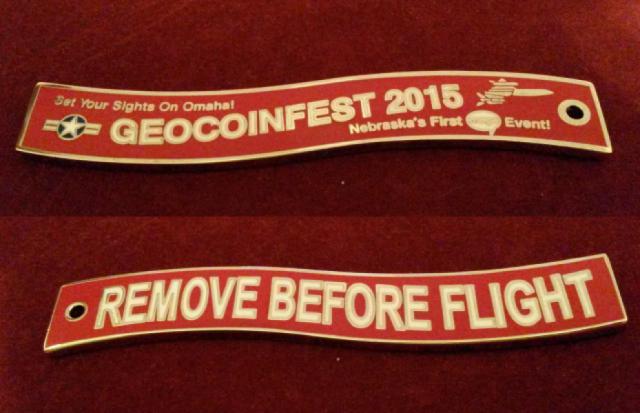 Set Your Sights On Omaha!
GEOCOINFEST 2015
Nebraska's First Event!
REMOVE BEFORE FLIGHT